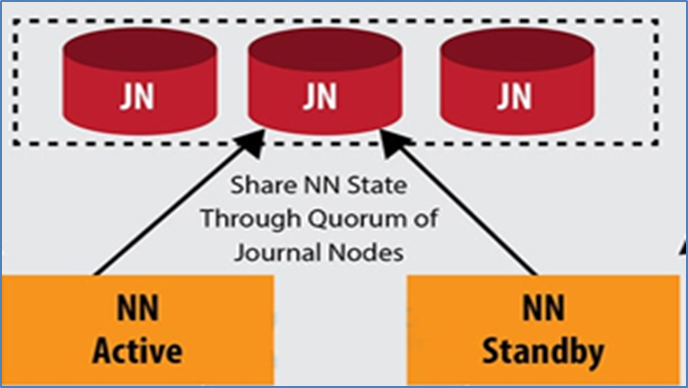 JN JN JN
Share NN State
Through Quorum of
Journal Nodes
NN
Active
NN
Standby